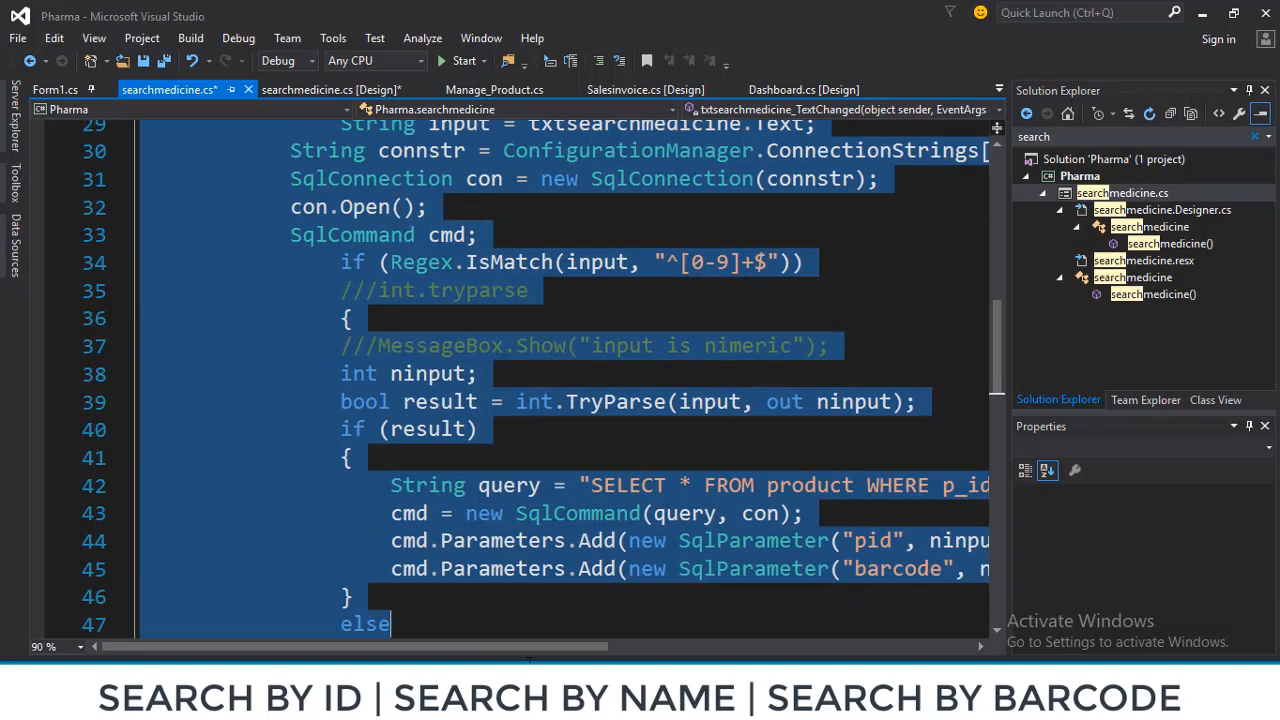 Pharma - Microsoft Visual Studio
Quick Launch (Ctrl+Q)
File Edit View Project Build Debug Team Tools Test Analyze Window Help
Sign in
Debug Any CPU Start
Form1.cs searchmedicine.cs* searchmedicine.cs [Design]* Manage_Product.cs Salesinvoice.cs [Design] Dashboard.cs [Design]
Pharma Pharma.searchmedicine txtsearchmedicine_TextChanged(object sender, EventArgs
Server Explorer
Toolbox
Data Sources
29 String input = txtsearchmedicine.Text;
30 String connstr = ConfigurationManager.ConnectionStrings[
31 SqlConnection con = new SqlConnection(connstr);
32 con.Open();
33 SqlCommand cmd;
34 if (Regex.IsMatch(input, "^[0-9]+$"))
35 ///int.tryparse
36 {
37 ///MessageBox.Show("input is nimeric");
38 int ninput;
39 bool result = int.TryParse(input, out ninput);
40 if (result)
41 {
42 String query = "SELECT * FROM product WHERE p_id
43 cmd = new SqlCommand(query, con);
44 cmd.Parameters.Add(new SqlParameter("pid", ninpu
45 cmd.Parameters.Add(new SqlParameter("barcode", n
46 }
47 else
90 %
Solution Explorer
search
Solution 'Pharma' (1 project)
Pharma
searchmedicine.cs
searchmedicine.Designer.cs
searchmedicine
searchmedicine()
searchmedicine.resx
searchmedicine
searchmedicine()
Solution Explorer Team Explorer Class View
Properties
Activate Windows
Go to Settings to activate Windows.
SEARCH BY ID | SEARCH BY NAME | SEARCH BY BARCODE